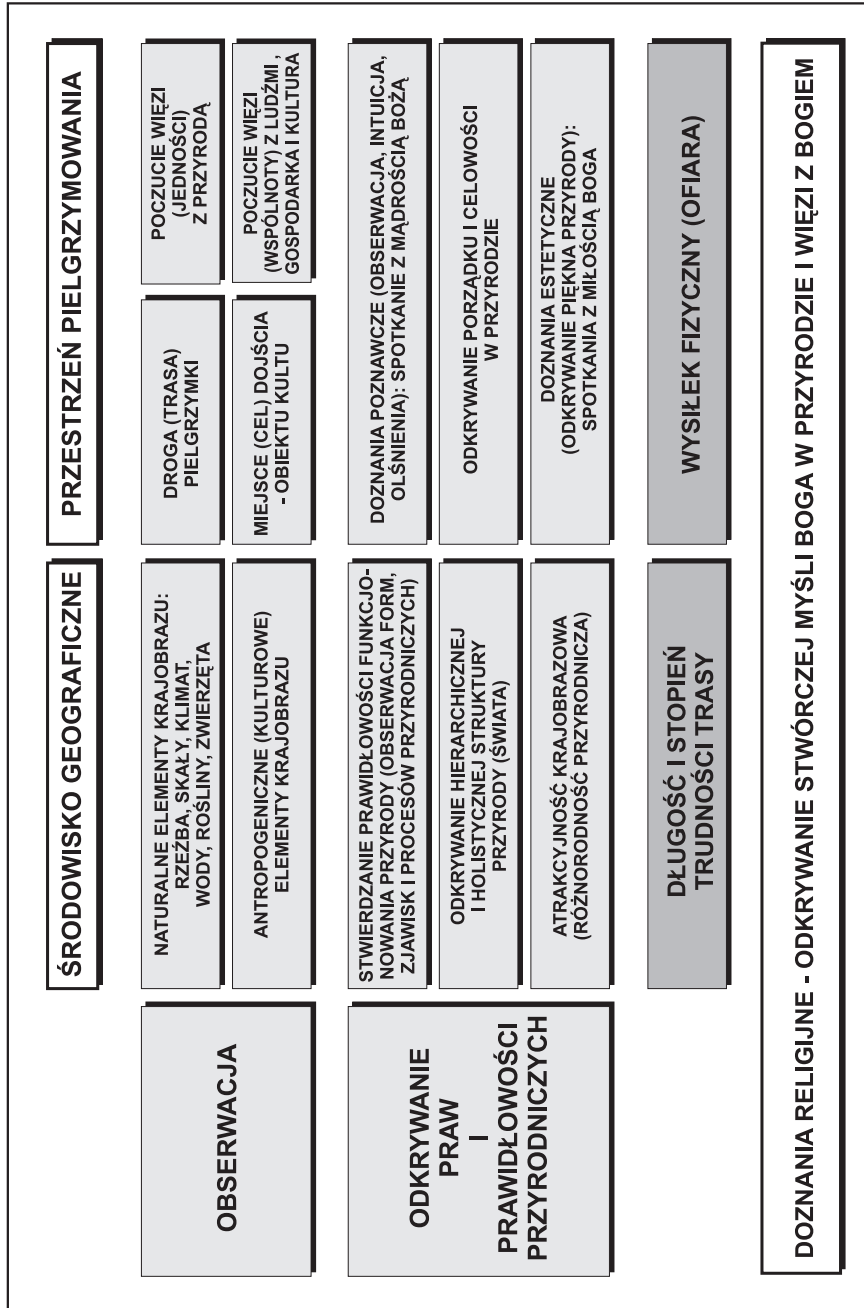 ŚRODOWISKO GEOGRAFICZNE
PRZESTRZEŃ PIELGRZYMOWANIA
OBSERWACJA
NATURALNE ELEMENTY KRAJOBRAZU:
RZEŹBA, SKAŁY, KLIMAT,
WODY, ROŚLINY, ZWIERZĘTA
DROGA (TRASA)
PIELGRZYMKI
POCZUCIE WIĘZI
(JEDNOŚCI)
Z PRZYRODĄ
ANTROPOGENICZNE (KULTUROWE)
ELEMENTY KRAJOBRAZU
MIEJSCE (CEL) DOJŚCIA
- OBIEKTU KULTU
POCZUCIE WIĘZI
(WSPÓLNOTY) Z LUDŹMI ,
GOSPODARKA I KULTURA
ODKRYWANIE
PRAW
I
PRAWIDŁOWOŚCI
PRZYRODNICZYCH
STWIERDZANIE PRAWIDŁOWOŚCI FUNKCJO-
NOWANIA PRZYRODY (OBSERWACJA FORM,
ZJAWISK I PROCESÓW PRZYRODNICZYCH)
DOZNANIA POZNAWCZE (OBSERWACJA, INTUICJA,
OLŚNIENIA): SPOTKANIE Z MĄDROŚCIĄ BOŻĄ
ODKRYWANIE HIERARCHICZNEJ
I HOLISTYCZNEJ STRUKTURY
PRZYRODY (ŚWIATA)
ODKRYWANIE PORZĄDKU I CELOWOŚCI
W PRZYRODZIE
ATRAKCYJNOŚĆ KRAJOBRAZOWA
(RÓŻNORODNOŚĆ PRZYRODNICZA)
DOZNANIA ESTETYCZNE
(ODKRYWANIE PIĘKNA PRZYRODY):
SPOTKANIA Z MIŁOŚCIĄ BOGA
DŁUGOŚĆ I STOPIEŃ
TRUDNOŚCI TRASY
WYSIŁEK FIZYCZNY (OFIARA)
DOZNANIA RELIGIJNE - ODKRYWANIE STWÓRCZEJ MYŚLI BOGA W PRZYRODZIE I WIĘZI Z BOGIEM